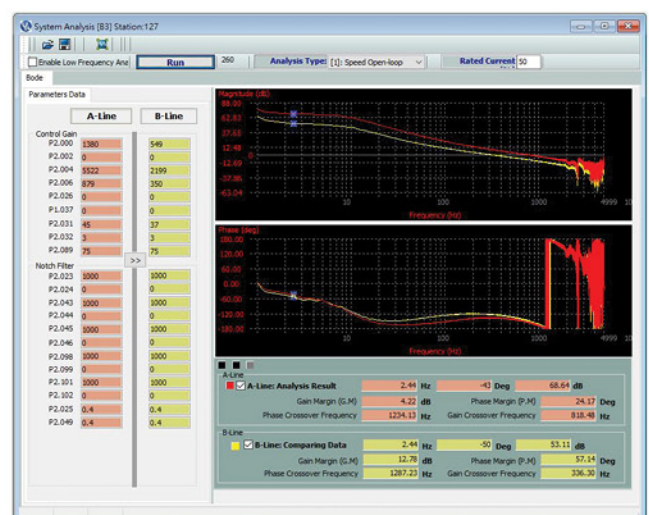 System Analysis [B3] Station:127
Enable Low Frequency Ana Run 260 Analysis Type: [1]: Speed Open-loop Rated Current 50
Bode
Parameters Data
A-Line B-Line
Control Gain
P2.000 1380 549
P2.002 0 0
P2.004 5522 2199
P2.006 879 350
P2.026 0 0
P1.037 0 0
P2.031 45 37
P2.032 3 3
P2.089 75 75
>>
Notch Filter
P2.023 1000 1000
P2.024 0 0
P2.043 1000 1000
P2.044 0 0
P2.045 1000 1000
P2.046 0 0
P2.098 1000 1000
P2.099 0 0
P2.101 1000 1000
P2.102 0 0
P2.025 0.4 0.4
P2.049 0.4 0.4
Magnitude (dB)
88.00
62.83
37.65
12.48
0
-12.69
-37.86
-63.04
10 100 1000 4999 10
Frequency (Hz)
Phase (deg)
180.00
120.00
60.00
0.00
-60.00
-120.00
-180.00
10 100 1000 4999 10
Frequency (Hz)
A-Line
A-Line: Analysis Result 2.44 Hz -43 Deg 68.64 dB
Gain Margin (G.M) 4.22 dB Phase Margin (P.M) 24.17 Deg
Phase Crossover Frequency 1234.13 Hz Gain Crossover Frequency 818.48 Hz
B-Line
B-Line: Comparing Data 2.44 Hz -50 Deg 53.11 dB
Gain Margin (G.M) 12.78 dB Phase Margin (P.M) 57.14 Deg
Phase Crossover Frequency 1287.23 Hz Gain Crossover Frequency 336.30 Hz